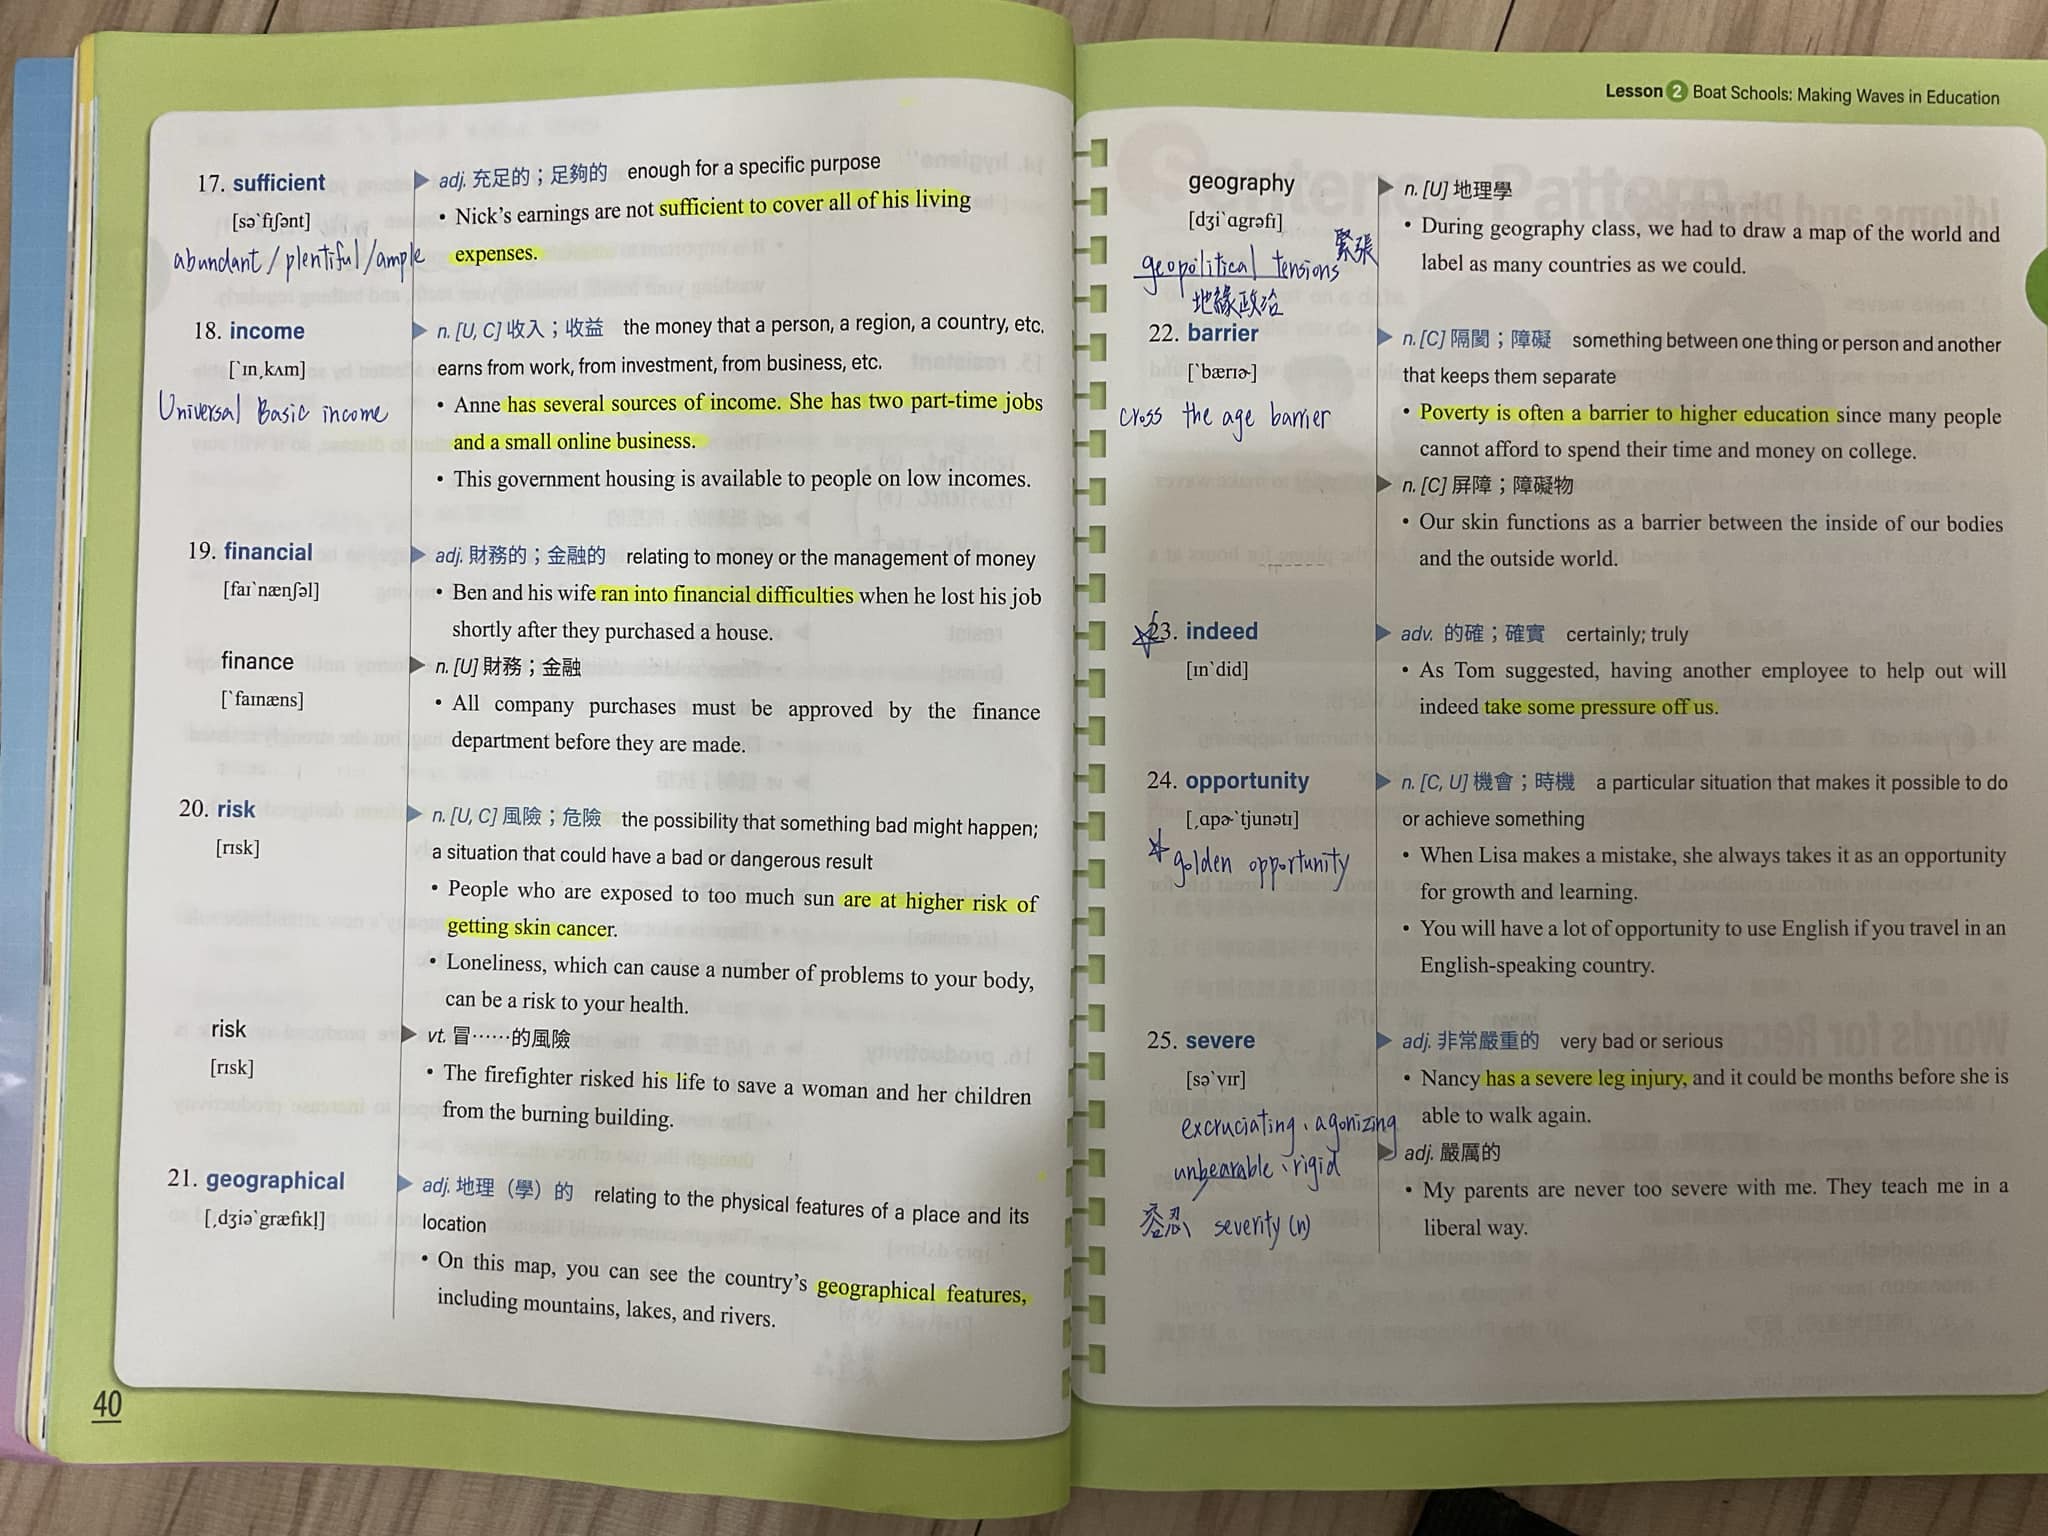 17. sufficient ▶ adj. 充足的；足夠的 enough for a specific purpose
[sə`fɪʃənt] • Nick's earnings are not sufficient to cover all of his living
abundant / plentiful / ample expenses.
18. income ▶ n. [U, C] 收入；收益 the money that a person, a region, a country, etc.
[`ɪn͵kʌm] earns from work, from investment, from business, etc.
Universal Basic income • Anne has several sources of income. She has two part-time jobs
and a small online business.
• This government housing is available to people on low incomes.
19. financial ▶ adj. 財務的；金融的 relating to money or the management of money
[faɪ`nænʃəl] • Ben and his wife ran into financial difficulties when he lost his job
shortly after they purchased a house.
finance ▶ n. [U] 財務；金融
[`faɪnæns] • All company purchases must be approved by the finance
department before they are made.
20. risk ▶ n. [U, C] 風險；危險 the possibility that something bad might happen;
[rɪsk] a situation that could have a bad or dangerous result
• People who are exposed to too much sun are at higher risk of
getting skin cancer.
• Loneliness, which can cause a number of problems to your body,
can be a risk to your health.
risk ▶ vt. 冒……的風險
[rɪsk] • The firefighter risked his life to save a woman and her children
from the burning building.
21. geographical ▶ adj. 地理（學）的 relating to the physical features of a place and its
[͵dʒiə`græfɪkl] location
• On this map, you can see the country's geographical features,
including mountains, lakes, and rivers.
40
Lesson 2 Boat Schools: Making Waves in Education
geography ▶ n. [U] 地理學
[dʒi`ɑgrəfɪ] • During geography class, we had to draw a map of the world and
label as many countries as we could.
緊張
geopolitical tensions
地緣政治
22. barrier ▶ n. [C] 隔閡；障礙 something between one thing or person and another
[`bærɪɚ] that keeps them separate
cross the age barrier • Poverty is often a barrier to higher education since many people
cannot afford to spend their time and money on college.
▶ n. [C] 屏障；障礙物
• Our skin functions as a barrier between the inside of our bodies
and the outside world.
23. indeed ▶ adv. 的確；確實 certainly; truly
[ɪn`did] • As Tom suggested, having another employee to help out will
indeed take some pressure off us.
24. opportunity ▶ n. [C, U] 機會；時機 a particular situation that makes it possible to do
[͵ɑpɚ`tjunətɪ] or achieve something
golden opportunity • When Lisa makes a mistake, she always takes it as an opportunity
for growth and learning.
• You will have a lot of opportunity to use English if you travel in an
English-speaking country.
25. severe ▶ adj. 非常嚴重的 very bad or serious
[sə`vɪr] • Nancy has a severe leg injury, and it could be months before she is
able to walk again.
excruciating、agonizing
▶ adj. 嚴厲的
unbearable、rigid
• My parents are never too severe with me. They teach me in a
liberal way.
容忍 severity (n)